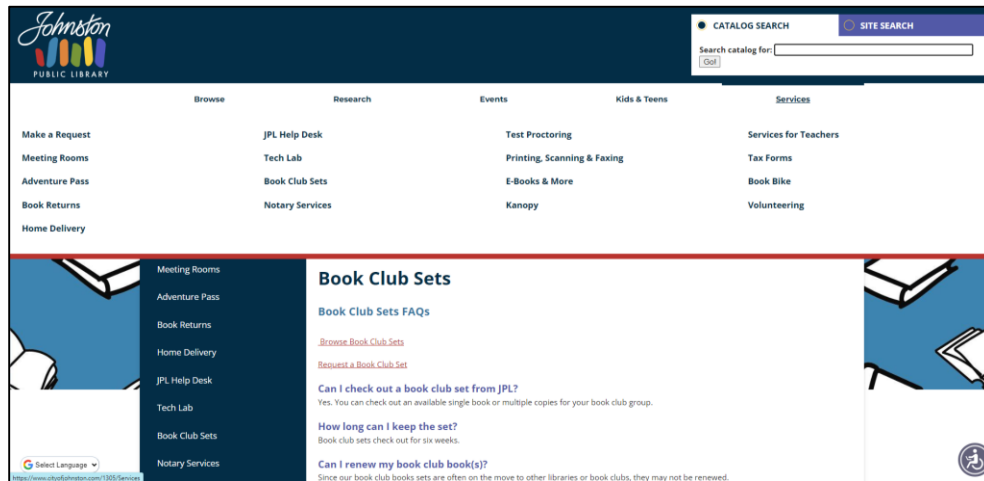 Johnston
PUBLIC LIBRARY
CATALOG SEARCH
SITE SEARCH
Search catalog for:
Go!
Browse
Research
Events
Kids & Teens
Services
Make a Request
JPL Help Desk
Test Proctoring
Services for Teachers
Meeting Rooms
Tech Lab
Printing, Scanning & Faxing
Tax Forms
Adventure Pass
Book Club Sets
E-Books & More
Book Bike
Book Returns
Notary Services
Kanopy
Volunteering
Home Delivery
Meeting Rooms
Adventure Pass
Book Returns
Home Delivery
JPL Help Desk
Tech Lab
Book Club Sets
Notary Services
Book Club Sets
Book Club Sets FAQs
Browse Book Club Sets
Request a Book Club Set
Can I check out a book club set from JPL?
Yes. You can check out an available single book or multiple copies for your book club group.
How long can I keep the set?
Book club sets check out for six weeks.
Can I renew my book club book(s)?
Since our book club books sets are often on the move to other libraries or book clubs, they may not be renewed.
Select Language
https://www.cityofjohnston.com/1305/Services